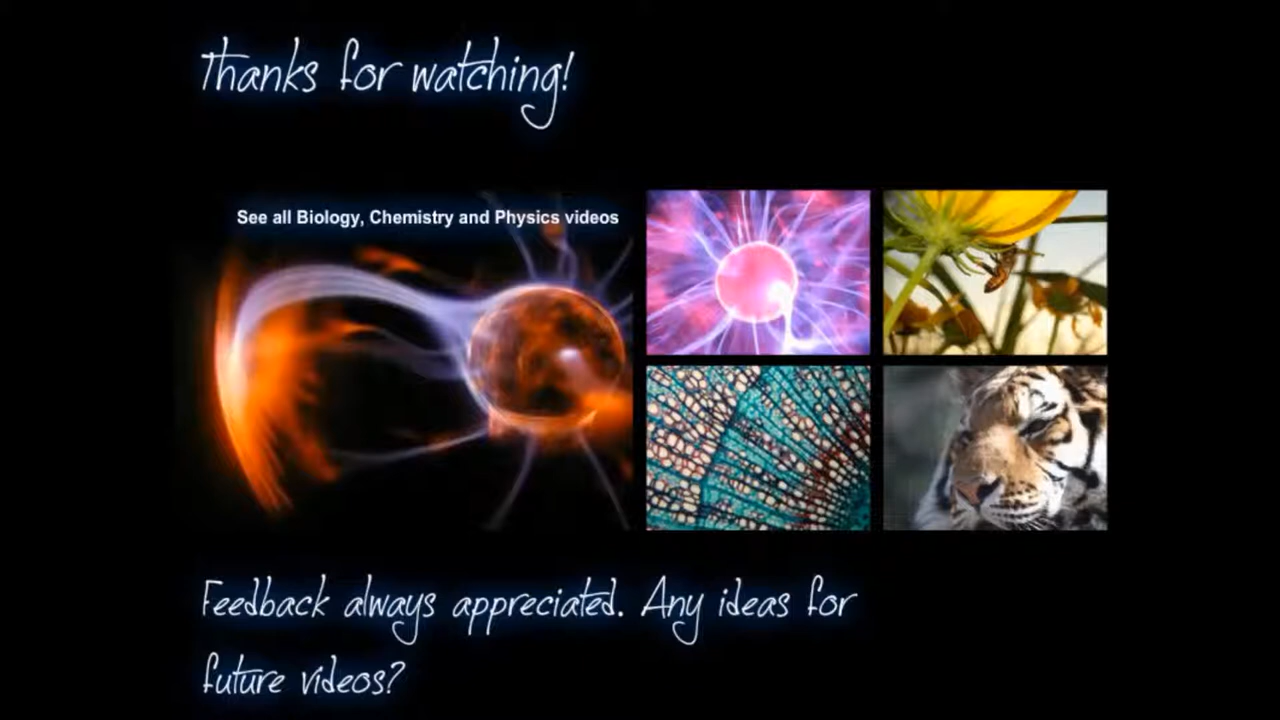 Thanks for watching!
See all Biology, Chemistry and Physics videos
Feedback always appreciated. Any ideas for
future videos?